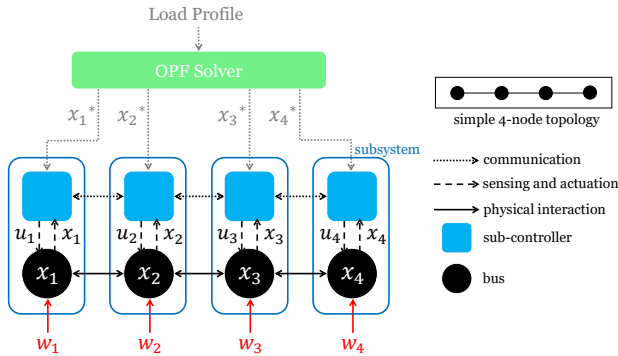 Load Profile
OPF Solver
x₁* x₂* x₃* x₄*
simple 4-node topology
subsystem
communication
sensing and actuation
physical interaction
sub-controller
bus
u₁ x₁ u₂ x₂ u₃ x₃ u₄ x₄
x₁ x₂ x₃ x₄
w₁ w₂ w₃ w₄